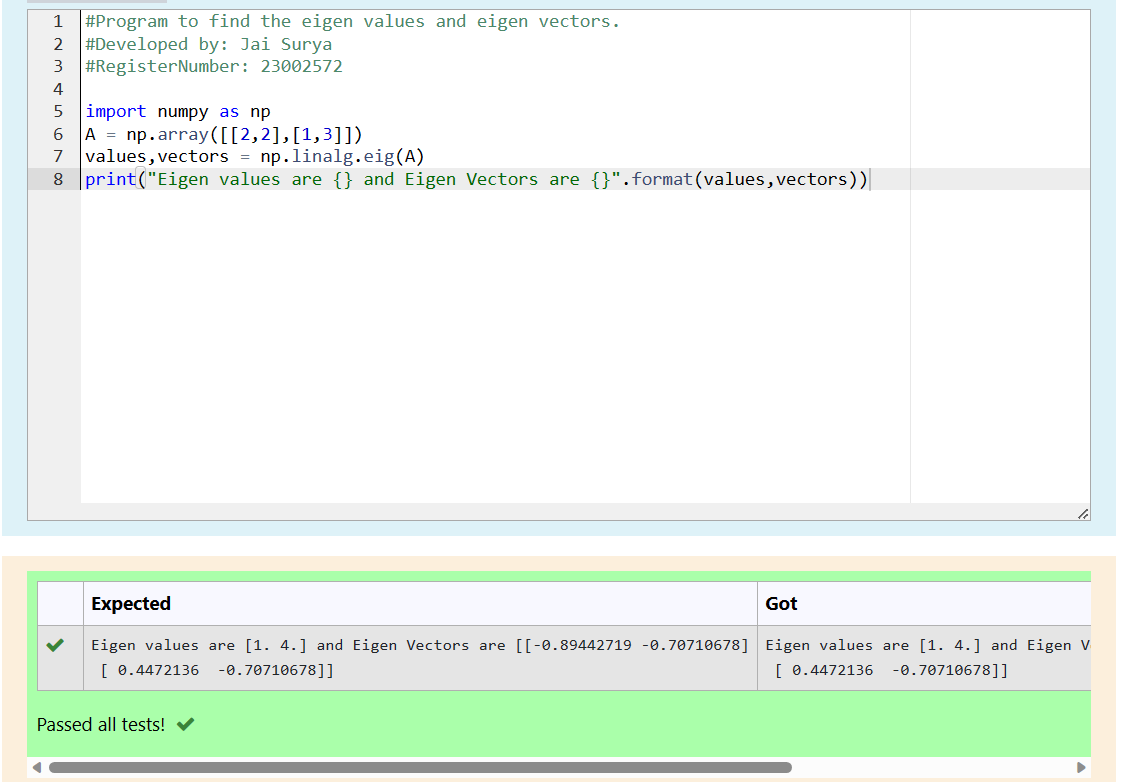 1 #Program to find the eigen values and eigen vectors.
2 #Developed by: Jai Surya
3 #RegisterNumber: 23002572
4
5 import numpy as np
6 A = np.array([[2,2],[1,3]])
7 values,vectors = np.linalg.eig(A)
8 print("Eigen values are {} and Eigen Vectors are {}".format(values,vectors))
Expected Got
Eigen values are [1. 4.] and Eigen Vectors are [[-0.89442719 -0.70710678] Eigen values are [1. 4.] and Eigen
[ 0.4472136  -0.70710678]] [ 0.4472136  -0.70710678]]
Passed all tests!